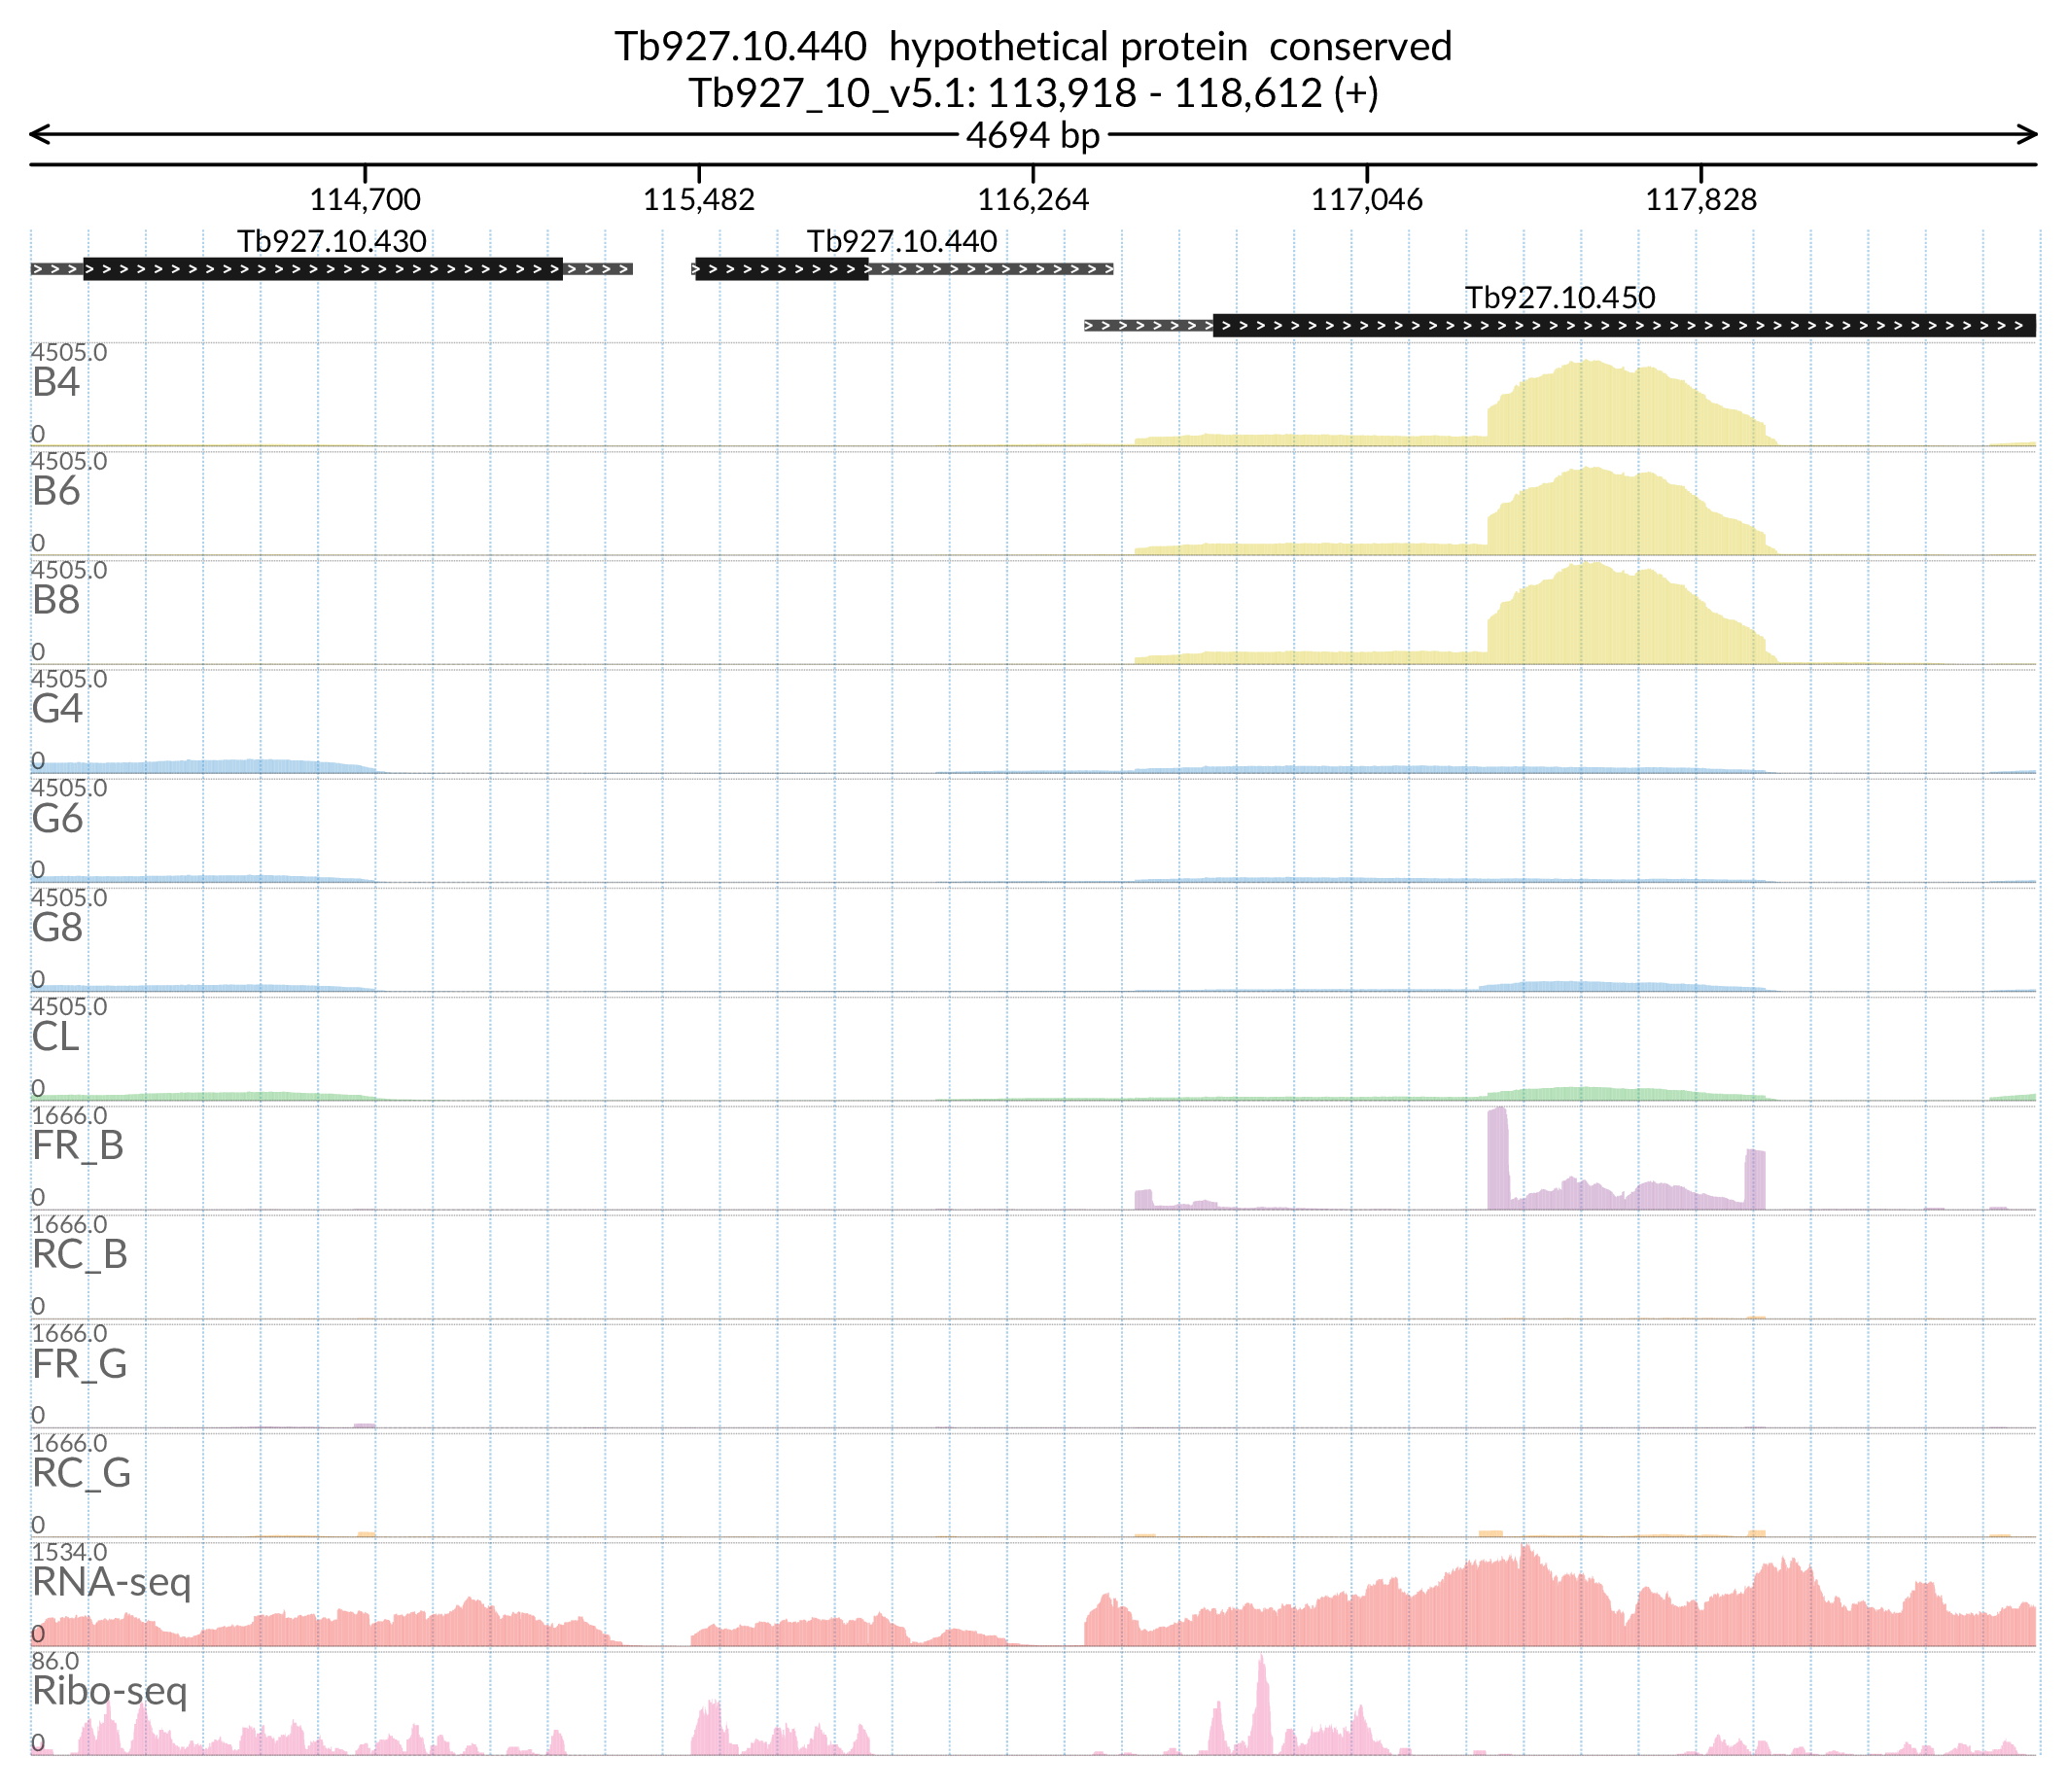 Tb927.10.440  hypothetical protein  conserved
Tb927_10_v5.1: 113,918 - 118,612 (+)
4694 bp
114,700 115,482 116,264 117,046 117,828
Tb927.10.430 Tb927.10.440
Tb927.10.450
4505.0
B4
0
4505.0
B6
0
4505.0
B8
0
4505.0
G4
0
4505.0
G6
0
4505.0
G8
0
4505.0
CL
0
1666.0
FR_B
0
1666.0
RC_B
0
1666.0
FR_G
0
1666.0
RC_G
0
1534.0
RNA-seq
0
86.0
Ribo-seq
0